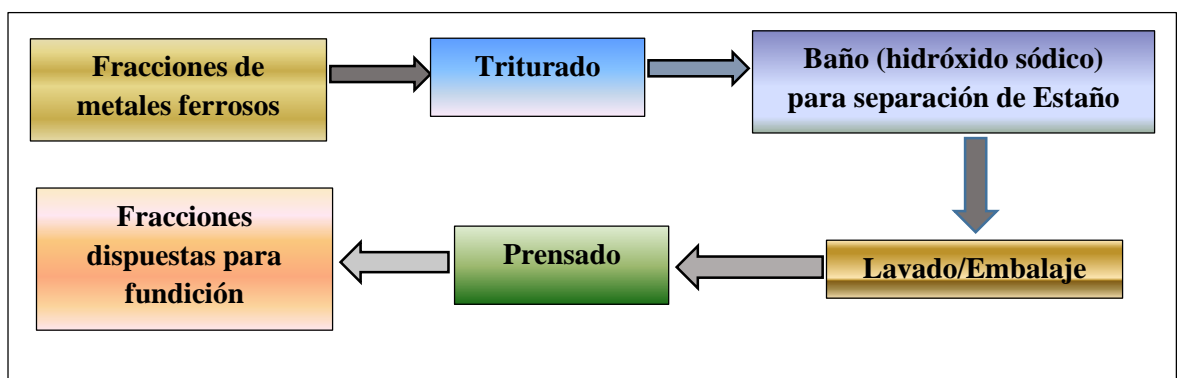 Fracciones de
metales ferrosos
Triturado
Baño (hidróxido sódico)
para separación de Estaño
Lavado/Embalaje
Prensado
Fracciones
dispuestas para
fundición